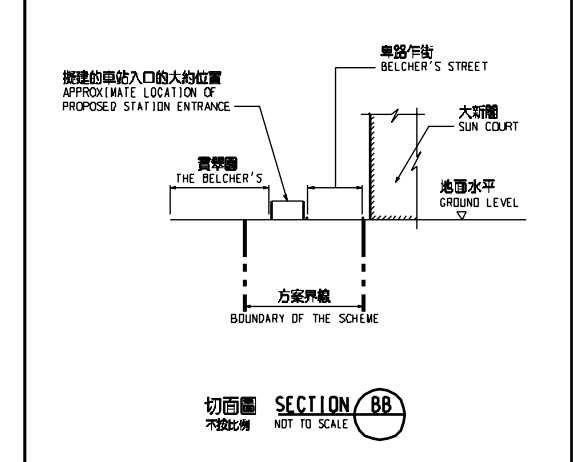 卑路乍街
BELCHER'S STREET
擬建的車站入口的大約位置
APPROXIMATE LOCATION OF
PROPOSED STATION ENTRANCE
大新閣
SUN COURT
寶翠園
THE BELCHER'S
地面水平
GROUND LEVEL
方案界線
BOUNDARY OF THE SCHEME
切面圖 SECTION BB
不按比例 NOT TO SCALE